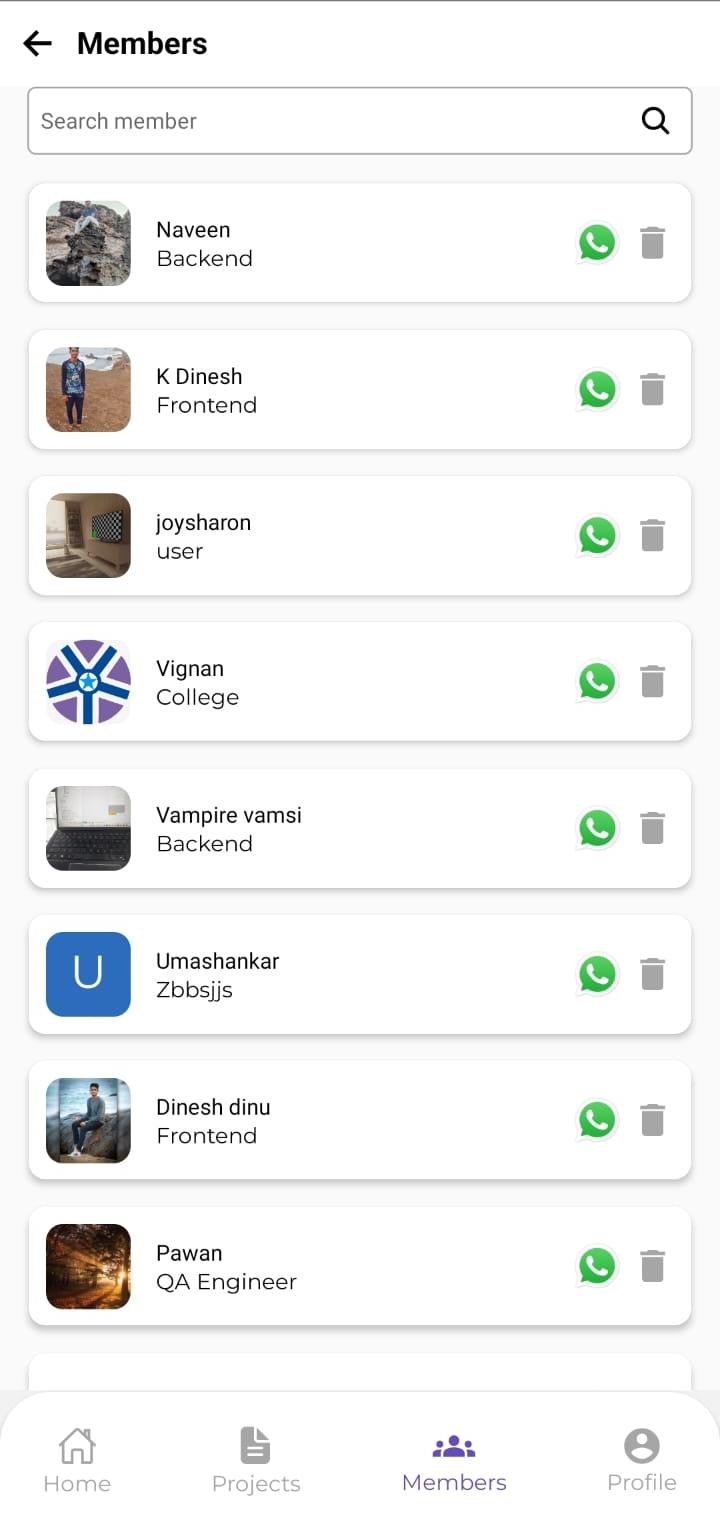 Members
Search member
Naveen
Backend
K Dinesh
Frontend
joysharon
user
Vignan
College
Vampire vamsi
Backend
U
Umashankar
Zbbsjjs
Dinesh dinu
Frontend
Pawan
QA Engineer
Home
Projects
Members
Profile